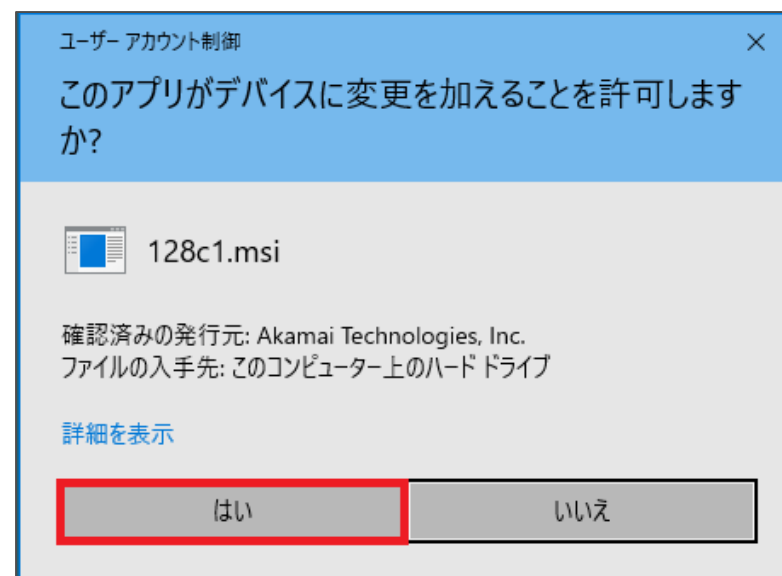 ユーザー アカウント制御
このアプリがデバイスに変更を加えることを許可します
か?
128c1.msi
確認済みの発行元: Akamai Technologies, Inc.
ファイルの入手先: このコンピューター上のハード ドライブ
詳細を表示
はい
いいえ